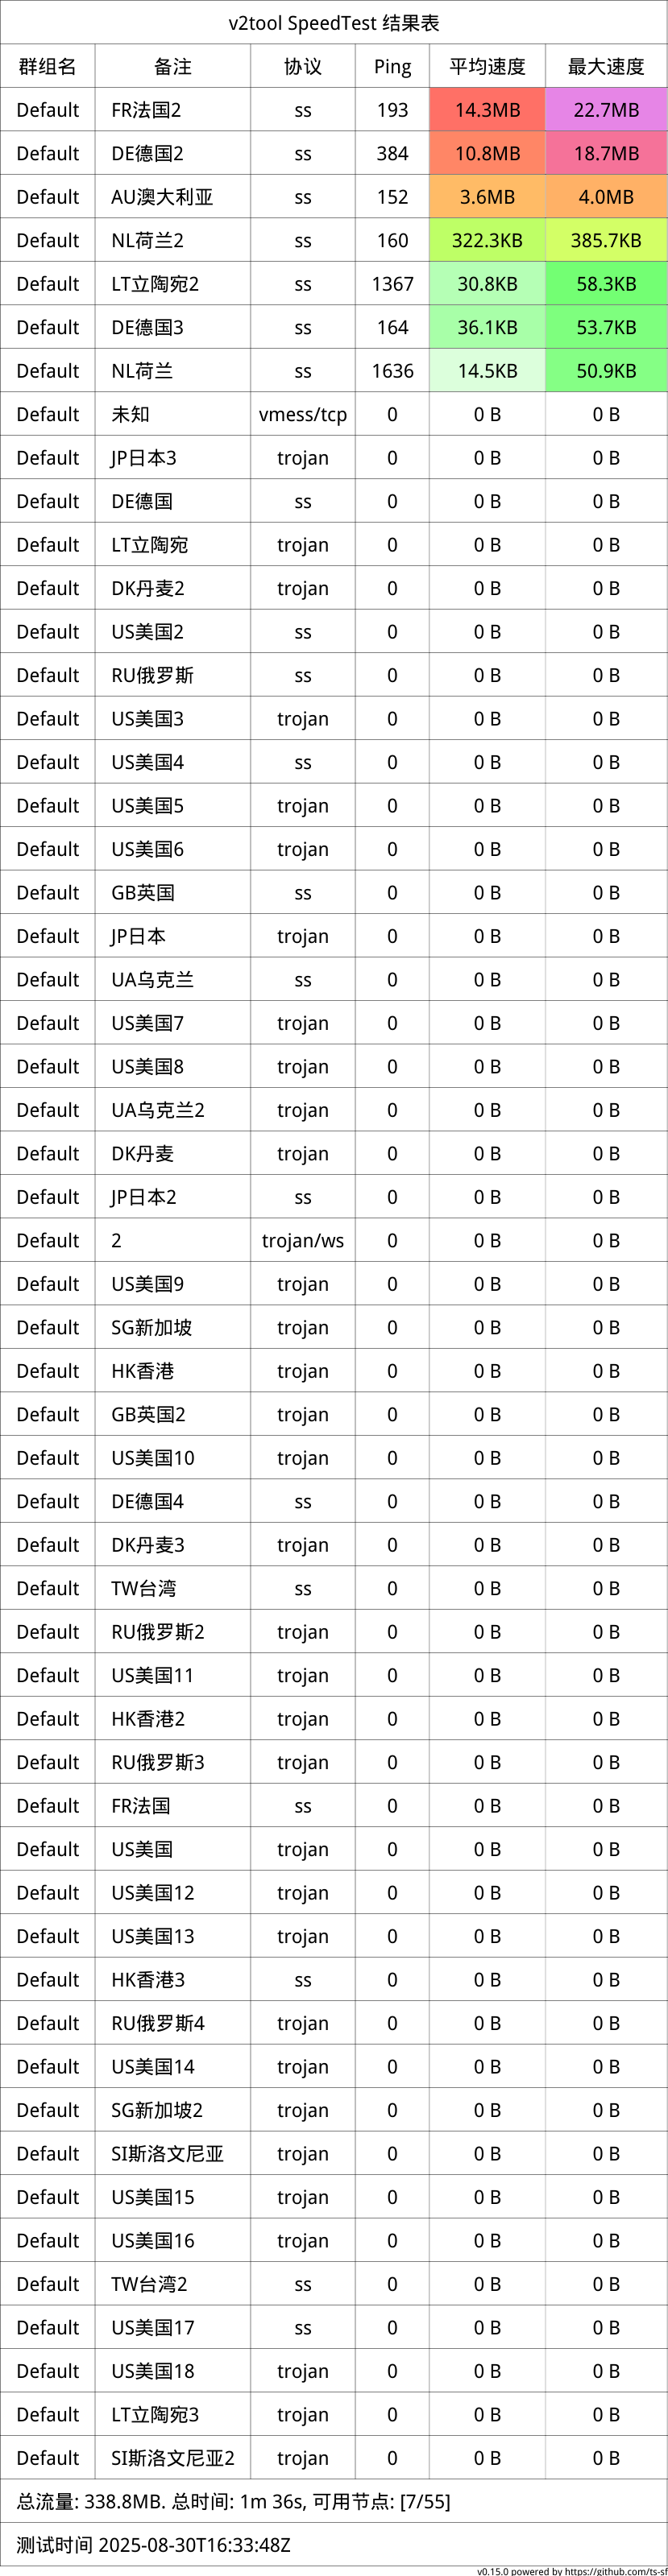 v2tool SpeedTest 结果表
群组名 备注 协议 Ping 平均速度 最大速度
Default FR法国2 ss 193 14.3MB 22.7MB
Default DE德国2 ss 384 10.8MB 18.7MB
Default AU澳大利亚 ss 152 3.6MB 4.0MB
Default NL荷兰2 ss 160 322.3KB 385.7KB
Default LT立陶宛2 ss 1367 30.8KB 58.3KB
Default DE德国3 ss 164 36.1KB 53.7KB
Default NL荷兰 ss 1636 14.5KB 50.9KB
Default 未知 vmess/tcp 0 0 B 0 B
Default JP日本3 trojan 0 0 B 0 B
Default DE德国 ss 0 0 B 0 B
Default LT立陶宛 trojan 0 0 B 0 B
Default DK丹麦2 trojan 0 0 B 0 B
Default US美国2 ss 0 0 B 0 B
Default RU俄罗斯 ss 0 0 B 0 B
Default US美国3 trojan 0 0 B 0 B
Default US美国4 ss 0 0 B 0 B
Default US美国5 trojan 0 0 B 0 B
Default US美国6 trojan 0 0 B 0 B
Default GB英国 ss 0 0 B 0 B
Default JP日本 trojan 0 0 B 0 B
Default UA乌克兰 ss 0 0 B 0 B
Default US美国7 trojan 0 0 B 0 B
Default US美国8 trojan 0 0 B 0 B
Default UA乌克兰2 trojan 0 0 B 0 B
Default DK丹麦 trojan 0 0 B 0 B
Default JP日本2 ss 0 0 B 0 B
Default 2 trojan/ws 0 0 B 0 B
Default US美国9 trojan 0 0 B 0 B
Default SG新加坡 trojan 0 0 B 0 B
Default HK香港 trojan 0 0 B 0 B
Default GB英国2 trojan 0 0 B 0 B
Default US美国10 trojan 0 0 B 0 B
Default DE德国4 ss 0 0 B 0 B
Default DK丹麦3 trojan 0 0 B 0 B
Default TW台湾 ss 0 0 B 0 B
Default RU俄罗斯2 trojan 0 0 B 0 B
Default US美国11 trojan 0 0 B 0 B
Default HK香港2 trojan 0 0 B 0 B
Default RU俄罗斯3 trojan 0 0 B 0 B
Default FR法国 ss 0 0 B 0 B
Default US美国 trojan 0 0 B 0 B
Default US美国12 trojan 0 0 B 0 B
Default US美国13 trojan 0 0 B 0 B
Default HK香港3 ss 0 0 B 0 B
Default RU俄罗斯4 trojan 0 0 B 0 B
Default US美国14 trojan 0 0 B 0 B
Default SG新加坡2 trojan 0 0 B 0 B
Default SI斯洛文尼亚 trojan 0 0 B 0 B
Default US美国15 trojan 0 0 B 0 B
Default US美国16 trojan 0 0 B 0 B
Default TW台湾2 ss 0 0 B 0 B
Default US美国17 ss 0 0 B 0 B
Default US美国18 trojan 0 0 B 0 B
Default LT立陶宛3 trojan 0 0 B 0 B
Default SI斯洛文尼亚2 trojan 0 0 B 0 B
总流量: 338.8MB. 总时间: 1m 36s, 可用节点: [7/55]
测试时间 2025-08-30T16:33:48Z
v0.15.0 powered by https://github.com/ts-sf